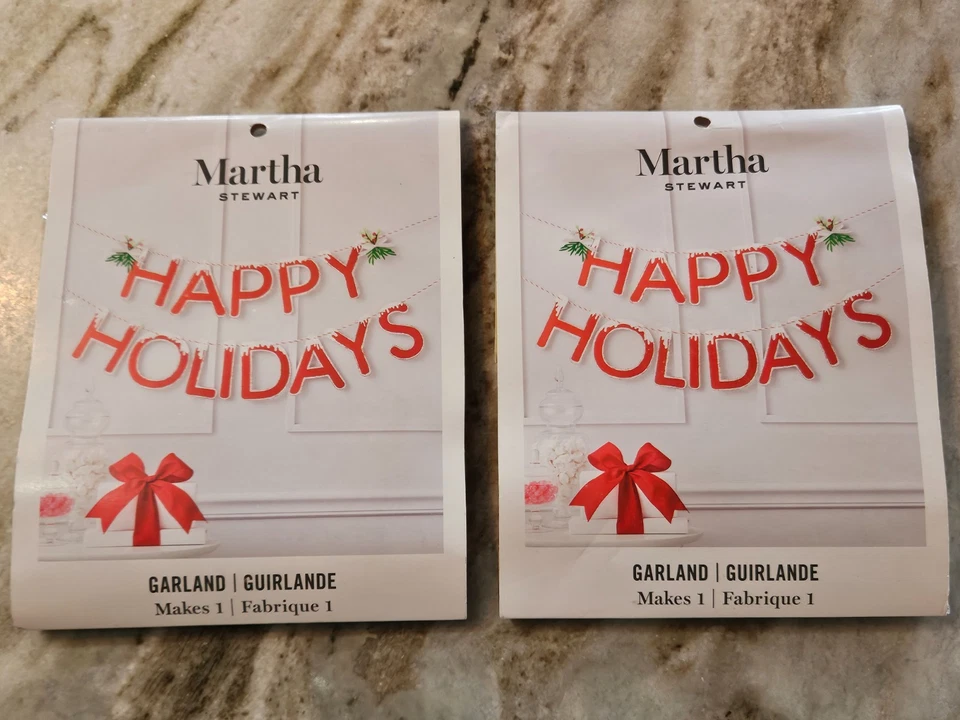 Martha
STEWART
HAPPY
HOLIDAYS
GARLAND | GUIRLANDE
Makes 1 | Fabrique 1
Martha
STEWART
HAPPY
HOLIDAYS
GARLAND | GUIRLANDE
Makes 1 | Fabrique 1